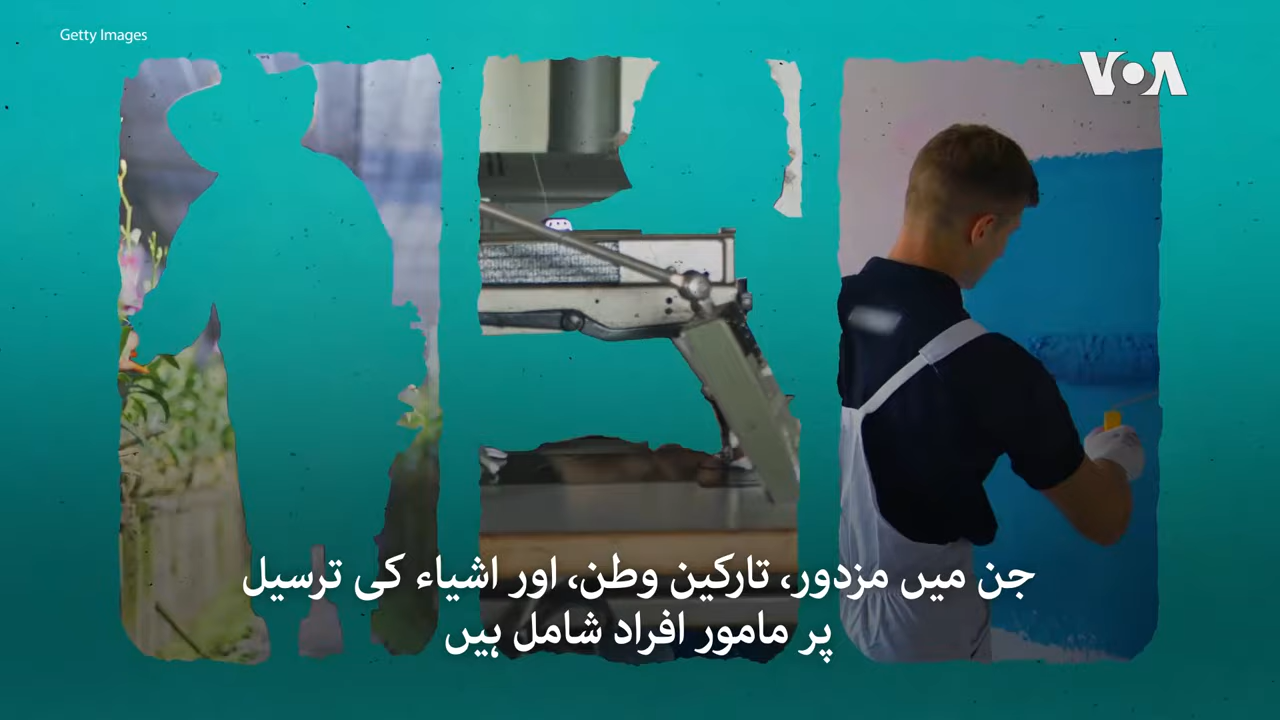 Getty Images
VOA
جن میں مزدور، تارکین وطن، اور اشیاء کی ترسیل
پر مامور افراد شامل ہیں